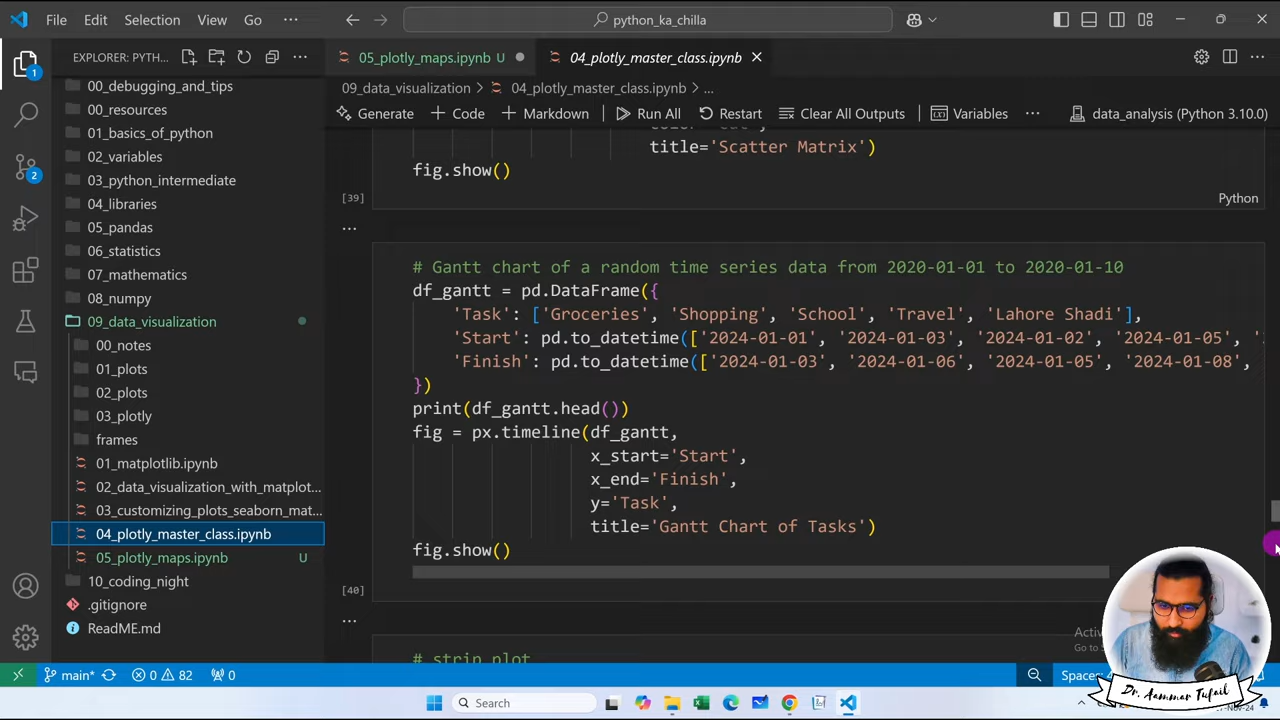 File Edit Selection View Go ··· python_ka_chilla
EXPLORER: PYTH...
05_plotly_maps.ipynb U
04_plotly_master_class.ipynb
09_data_visualization > 04_plotly_master_class.ipynb > ...
Generate + Code + Markdown Run All Restart Clear All Outputs Variables ··· data_analysis (Python 3.10.0)
00_debugging_and_tips
00_resources
01_basics_of_python
02_variables
03_python_intermediate
04_libraries
05_pandas
06_statistics
07_mathematics
08_numpy
09_data_visualization
00_notes
01_plots
02_plots
03_plotly
frames
01_matplotlib.ipynb
02_data_visualization_with_matplot...
03_customizing_plots_seaborn_mat...
04_plotly_master_class.ipynb
05_plotly_maps.ipynb U
10_coding_night
.gitignore
ReadME.md
1
2
title='Scatter Matrix')
fig.show()
[39] Python
...
# Gantt chart of a random time series data from 2020-01-01 to 2020-01-10
df_gantt = pd.DataFrame({
'Task': ['Groceries', 'Shopping', 'School', 'Travel', 'Lahore Shadi'],
'Start': pd.to_datetime(['2024-01-01', '2024-01-03', '2024-01-02', '2024-01-05',
'Finish': pd.to_datetime(['2024-01-03', '2024-01-06', '2024-01-05', '2024-01-08',
})
print(df_gantt.head())
fig = px.timeline(df_gantt,
x_start='Start',
x_end='Finish',
y='Task',
title='Gantt Chart of Tasks')
fig.show()
[40]
...
# strip plot
main* 0 82 0
Search
Dr. Aammar Tufail